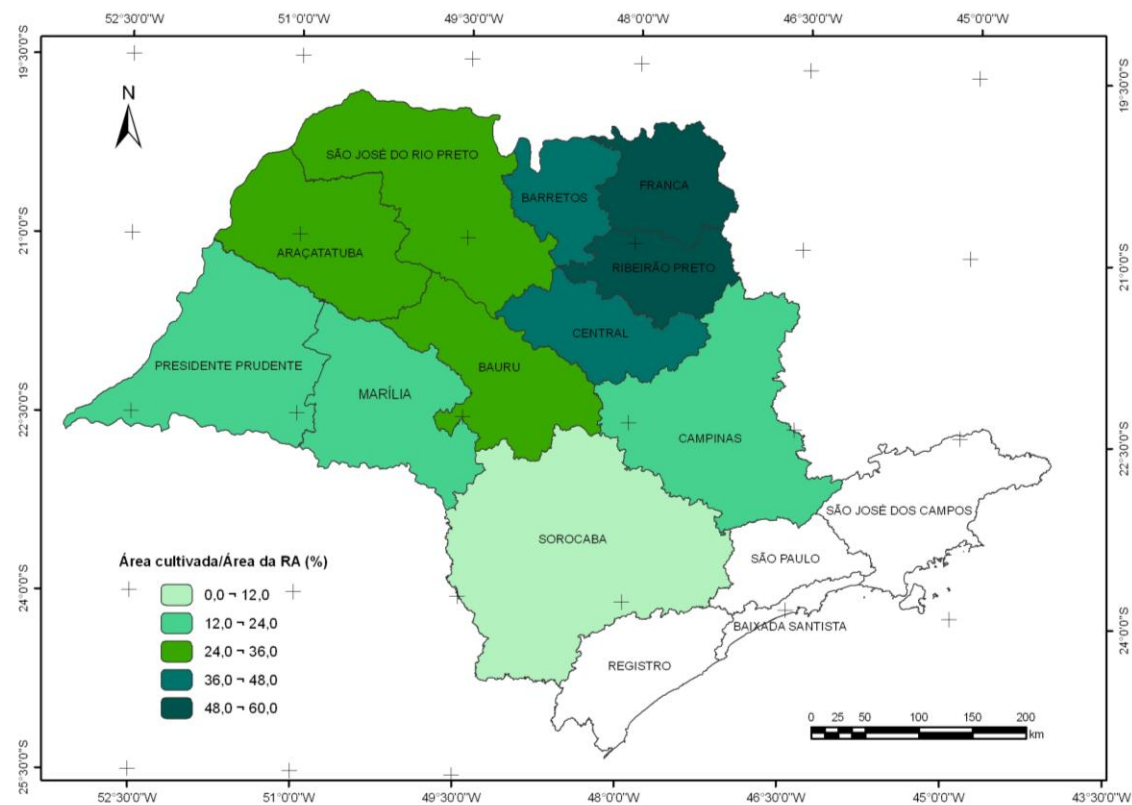 52°30'0"W 51°0'0"W 49°30'0"W 48°0'0"W 46°30'0"W 45°0'0"W
19°30'0"S
19°30'0"S
N
SÃO JOSÉ DO RIO PRETO
FRANCA
BARRETOS
21°0'0"S
ARAÇATATUBA
RIBEIRÃO PRETO
21°0'0"S
CENTRAL
PRESIDENTE PRUDENTE
BAURU
MARÍLIA
22°30'0"S
CAMPINAS
22°30'0"S
SÃO JOSÉ DOS CAMPOS
SOROCABA
SÃO PAULO
Área cultivada/Área da RA (%)
24°0'0"S
0,0 ¬ 12,0
12,0 ¬ 24,0
BAIXADA SANTISTA
24°0'0"S
24,0 ¬ 36,0
REGISTRO
36,0 ¬ 48,0
48,0 ¬ 60,0
0 25 50 100 150 200
km
25°30'0"S
52°30'0"W 51°0'0"W 49°30'0"W 48°0'0"W 46°30'0"W 45°0'0"W 43°30'0"W